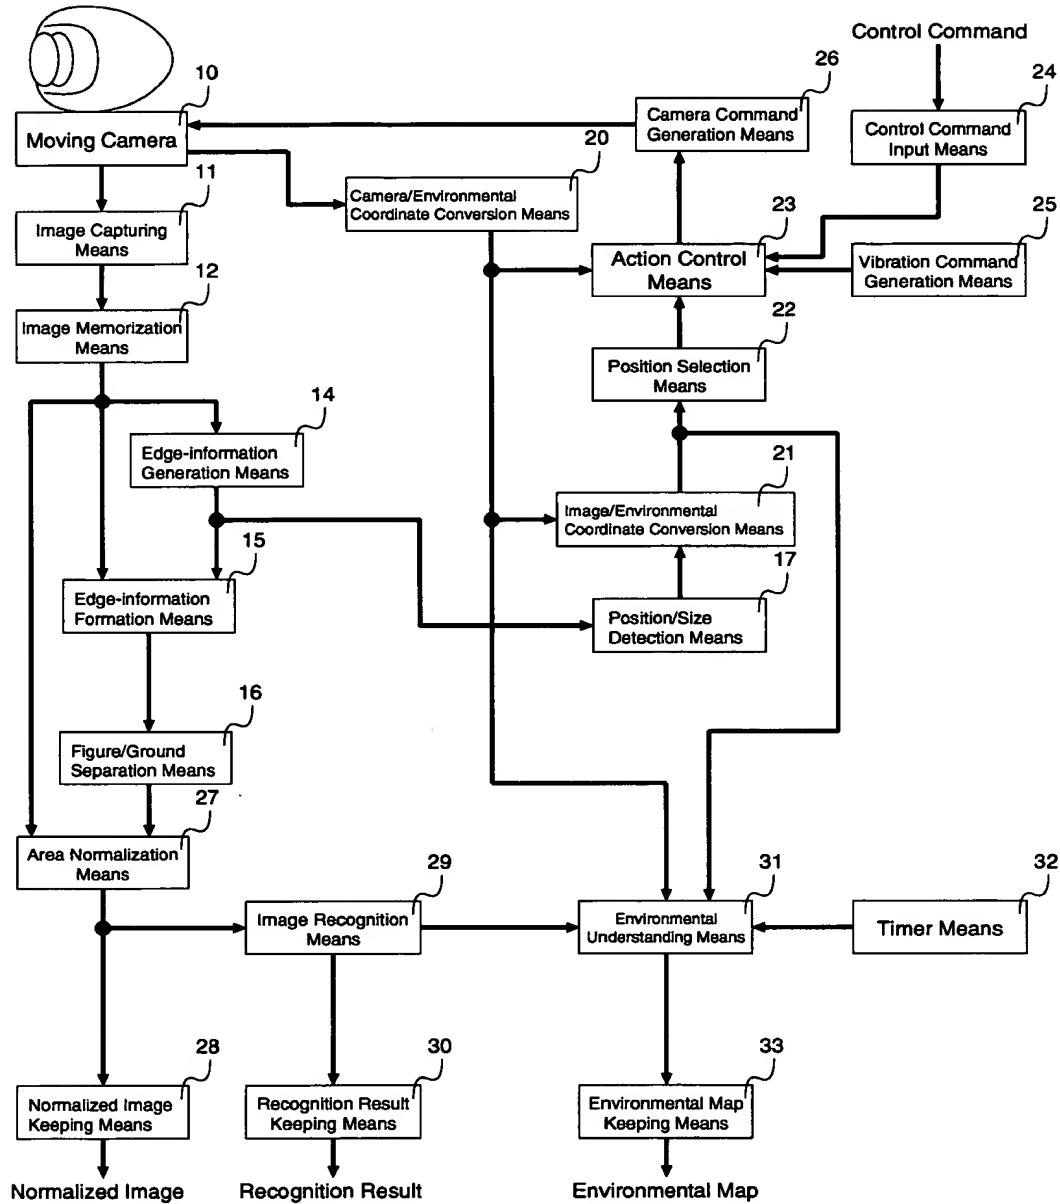 Control Command
10
26
24
Moving Camera
Camera Command
Generation Means
Control Command
Input Means
11
20
Camera/Environmental
Coordinate Conversion Means
Image Capturing
Means
23
25
Action Control
Means
Vibration Command
Generation Means
12
22
Image Memorization
Means
Position Selection
Means
14
Edge-information
Generation Means
21
Image/Environmental
Coordinate Conversion Means
15
17
Edge-information
Formation Means
Position/Size
Detection Means
16
Figure/Ground
Separation Means
27
Area Normalization
Means
29
31
32
Image Recognition
Means
Environmental
Understanding Means
Timer Means
28
30
33
Normalized Image
Keeping Means
Recognition Result
Keeping Means
Environmental Map
Keeping Means
Normalized Image
Recognition Result
Environmental Map